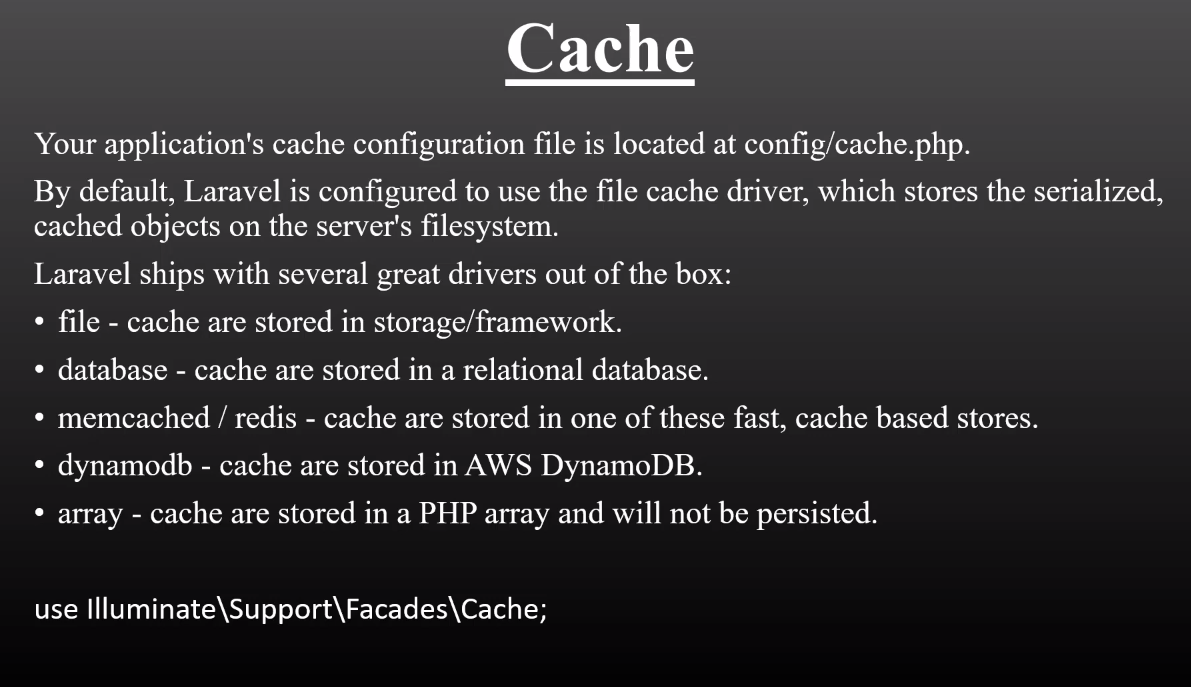 Cache
Your application's cache configuration file is located at config/cache.php.
By default, Laravel is configured to use the file cache driver, which stores the serialized,
cached objects on the server's filesystem.
Laravel ships with several great drivers out of the box:
• file - cache are stored in storage/framework.
• database - cache are stored in a relational database.
• memcached / redis - cache are stored in one of these fast, cache based stores.
• dynamodb - cache are stored in AWS DynamoDB.
• array - cache are stored in a PHP array and will not be persisted.
use Illuminate\Support\Facades\Cache;